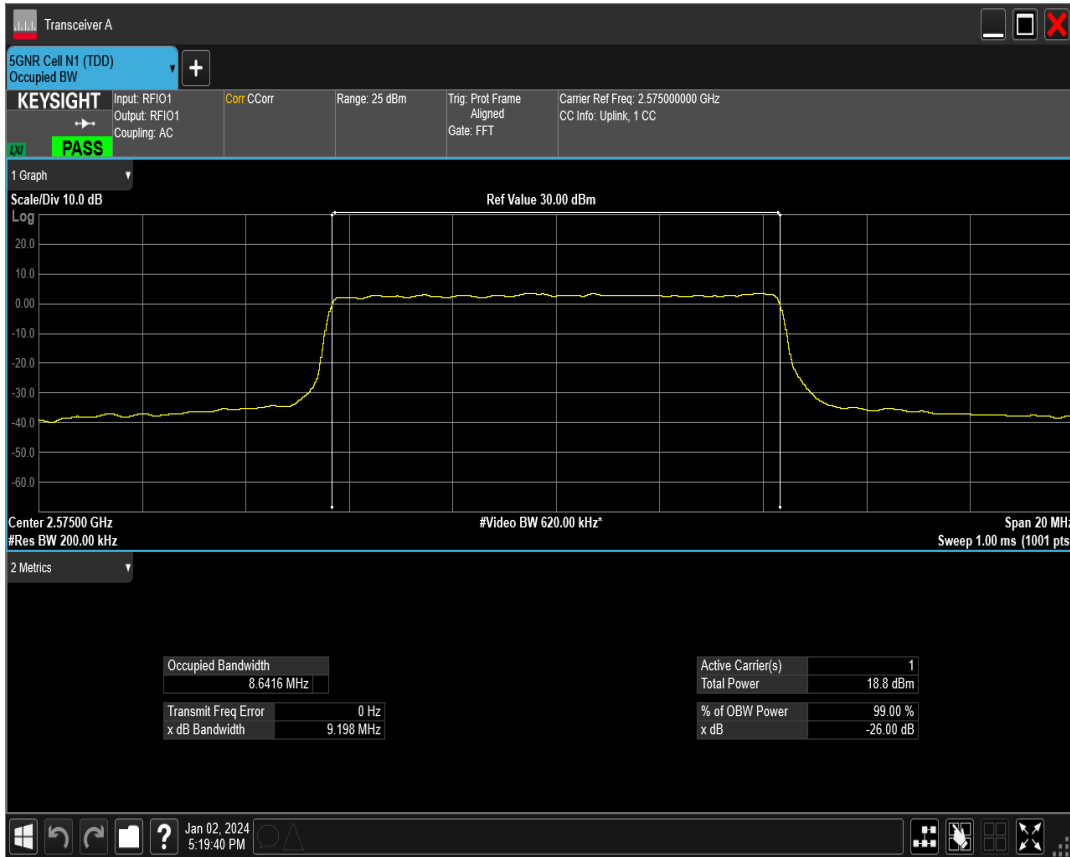 Transceiver A
5GNR Cell N1 (TDD)
Occupied BW
+
KEYSIGHT
LXI
PASS
Input: RFIO1
Output: RFIO1
Coupling: AC
Corr CCorr
Range: 25 dBm
Trig: Prot Frame
Aligned
Gate: FFT
Carrier Ref Freq: 2.575000000 GHz
CC Info: Uplink, 1 CC
1 Graph
Scale/Div 10.0 dB
Ref Value 30.00 dBm
Log
20.0
10.0
0.00
-10.0
-20.0
-30.0
-40.0
-50.0
-60.0
Center 2.57500 GHz
#Video BW 620.00 kHz*
Span 20 MHz
#Res BW 200.00 kHz
Sweep 1.00 ms (1001 pts
2 Metrics
Occupied Bandwidth
8.6416 MHz
Transmit Freq Error 0 Hz
x dB Bandwidth 9.198 MHz
Active Carrier(s) 1
Total Power 18.8 dBm
% of OBW Power 99.00 %
x dB -26.00 dB
?
Jan 02, 2024
5:19:40 PM